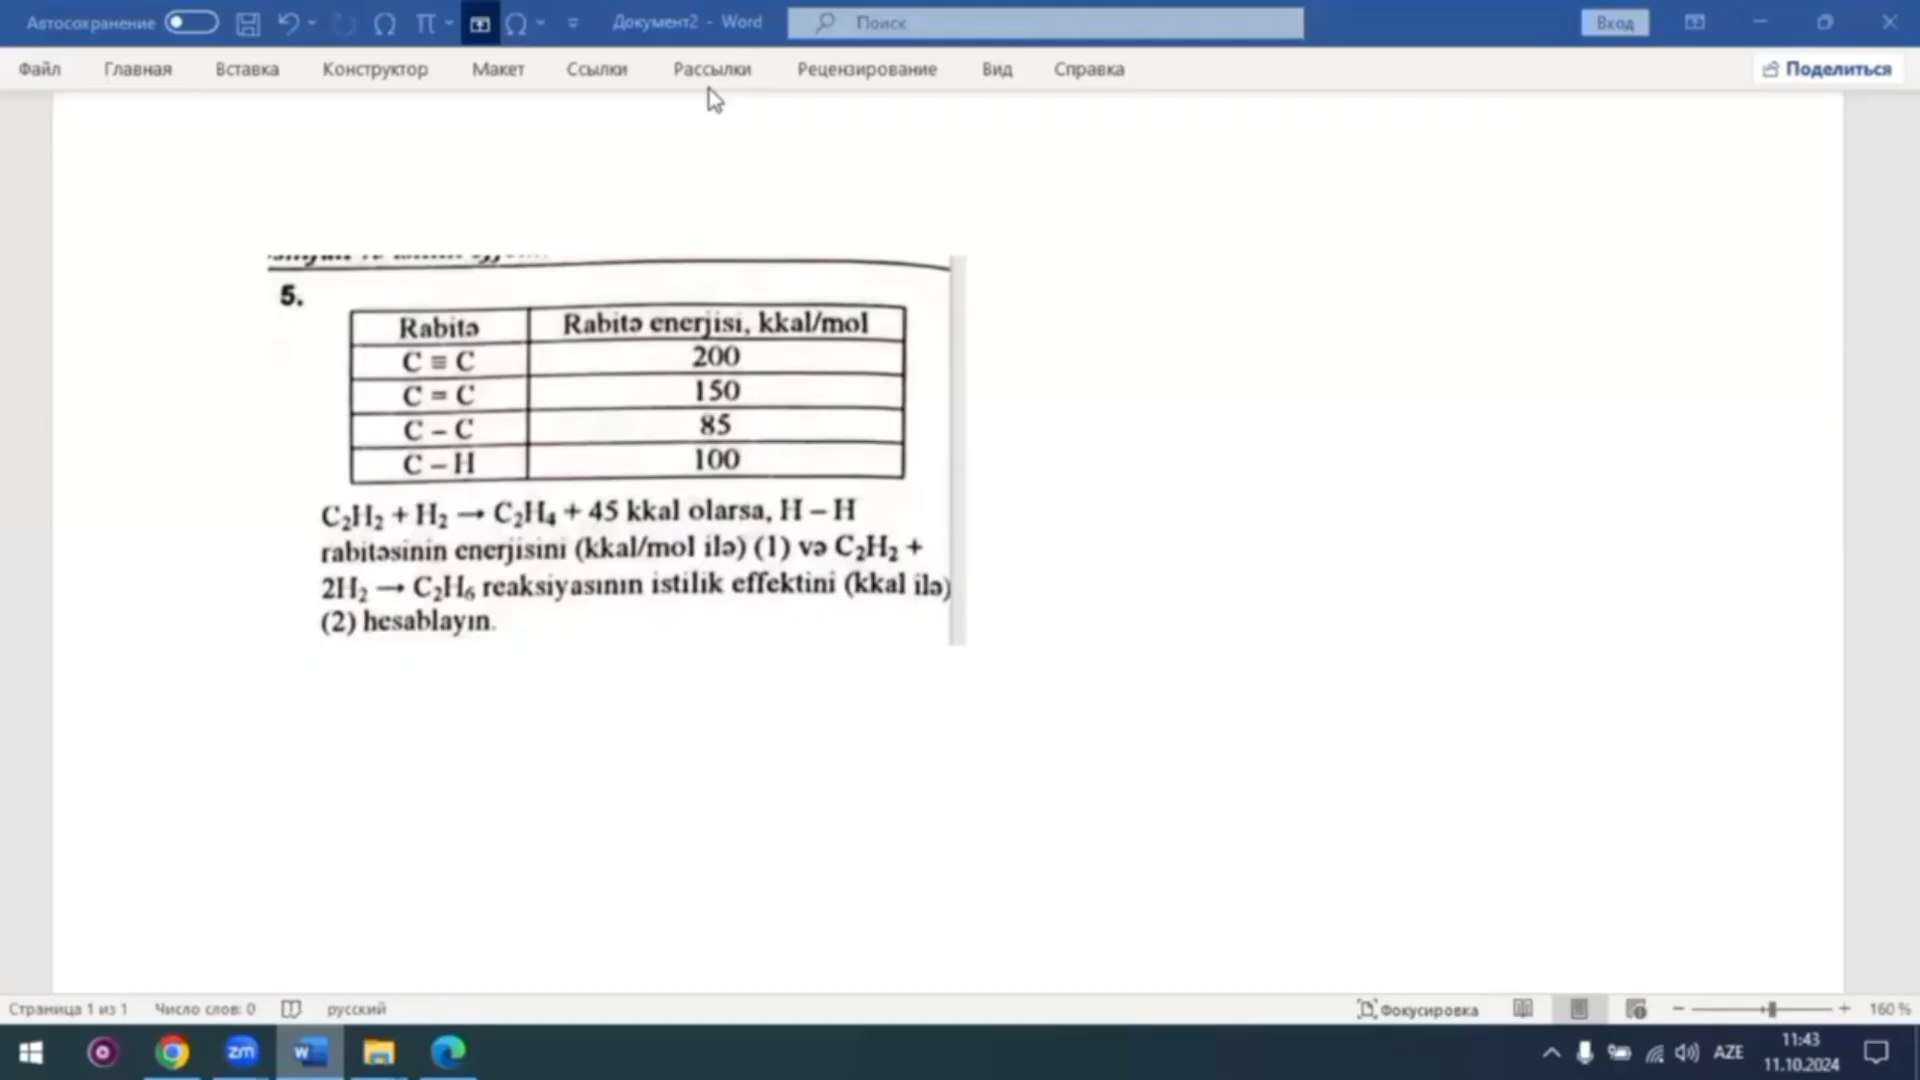 Автосохранение
Документ2 - Word
Поиск
Вход
Файл Главная Вставка Конструктор Макет Ссылки Рассылки Рецензирование Вид Справка
Поделиться
5.
Rabitə Rabitə enerjisi, kkal/mol
C ≡ C 200
C = C 150
C – C 85
C – H 100
C₂H₂ + H₂ → C₂H₄ + 45 kkal olarsa, H – H
rabitəsinin enerjisini (kkal/mol ilə) (1) və C₂H₂ +
2H₂ → C₂H₆ reaksiyasının istilik effektini (kkal ilə)
(2) hesablayın.
Страница 1 из 1 Число слов: 0 русский
Фокусировка
160 %
zm
W
AZE
11:43
11.10.2024